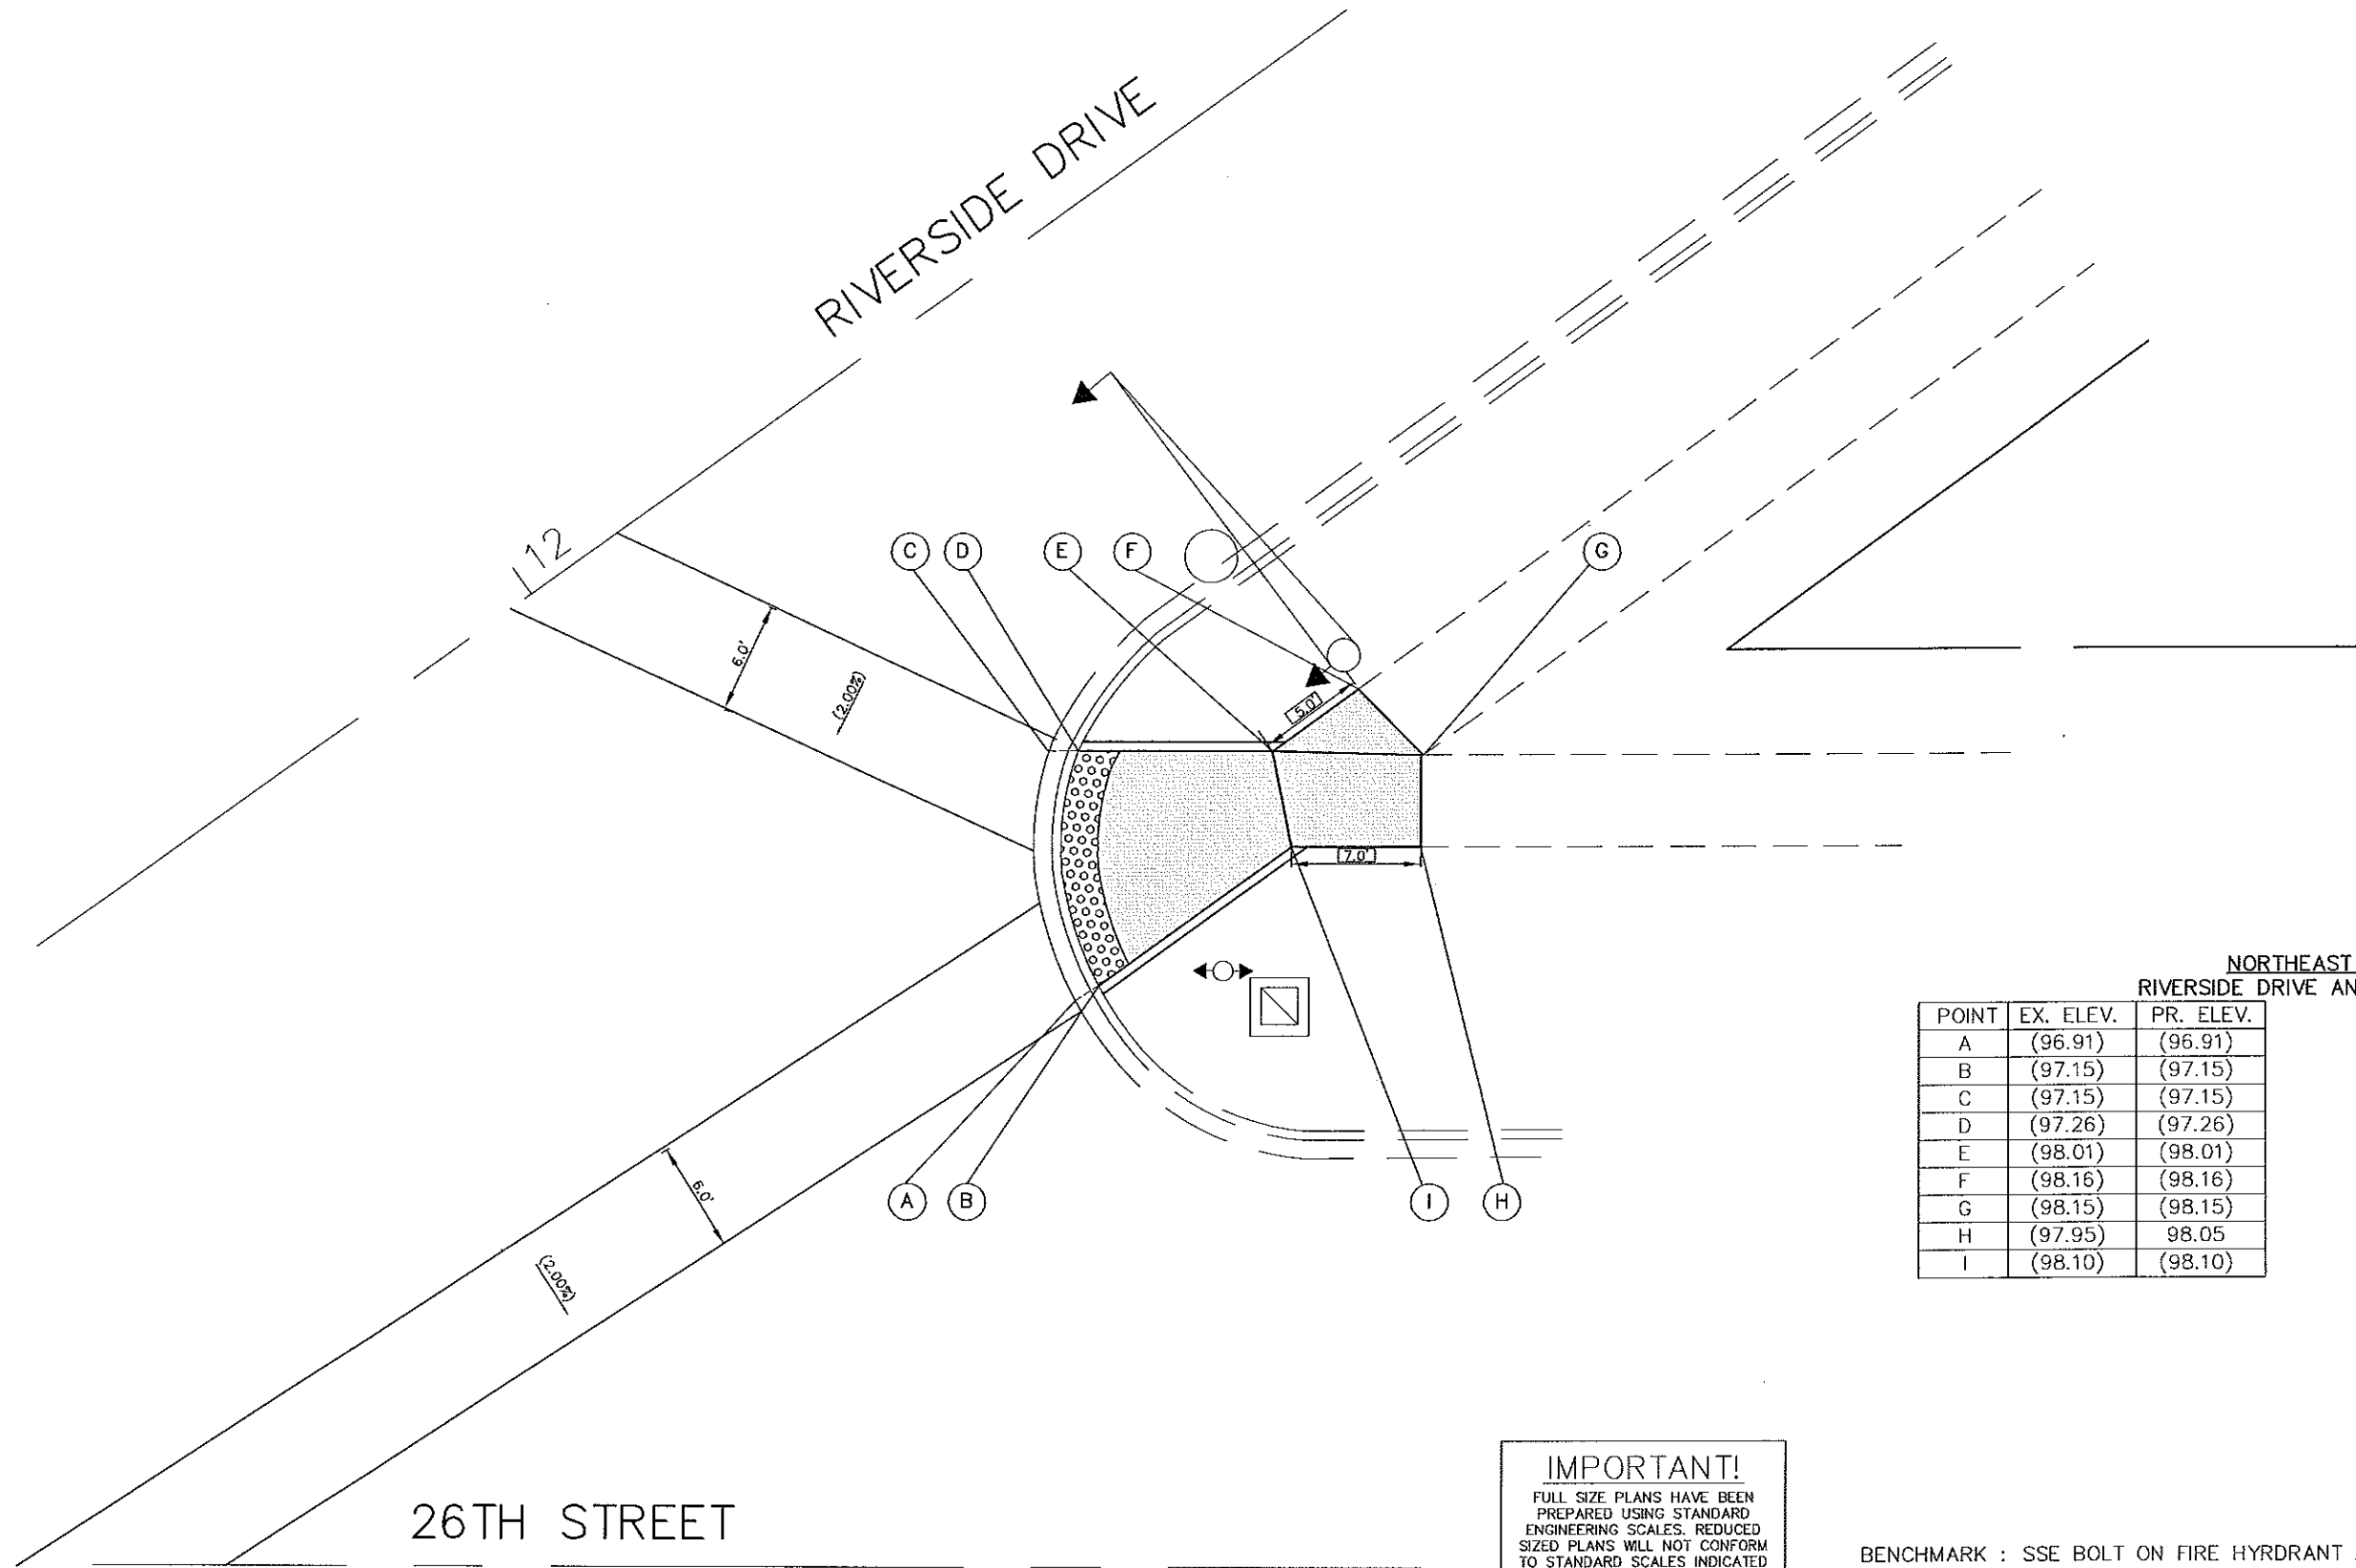 RIVERSIDE DRIVE
112
C D E F G
6.0'
(2.00%)
5.0'
7.0'
6.0'
(2.00%)
A B I H
NORTHEAST
RIVERSIDE DRIVE AN
POINT EX. ELEV. PR. ELEV.
A (96.91) (96.91)
B (97.15) (97.15)
C (97.15) (97.15)
D (97.26) (97.26)
E (98.01) (98.01)
F (98.16) (98.16)
G (98.15) (98.15)
H (97.95) 98.05
I (98.10) (98.10)
26TH STREET
IMPORTANT!
FULL SIZE PLANS HAVE BEEN
PREPARED USING STANDARD
ENGINEERING SCALES. REDUCED
SIZED PLANS WILL NOT CONFORM
TO STANDARD SCALES INDICATED
BENCHMARK : SSE BOLT ON FIRE HYRDRANT